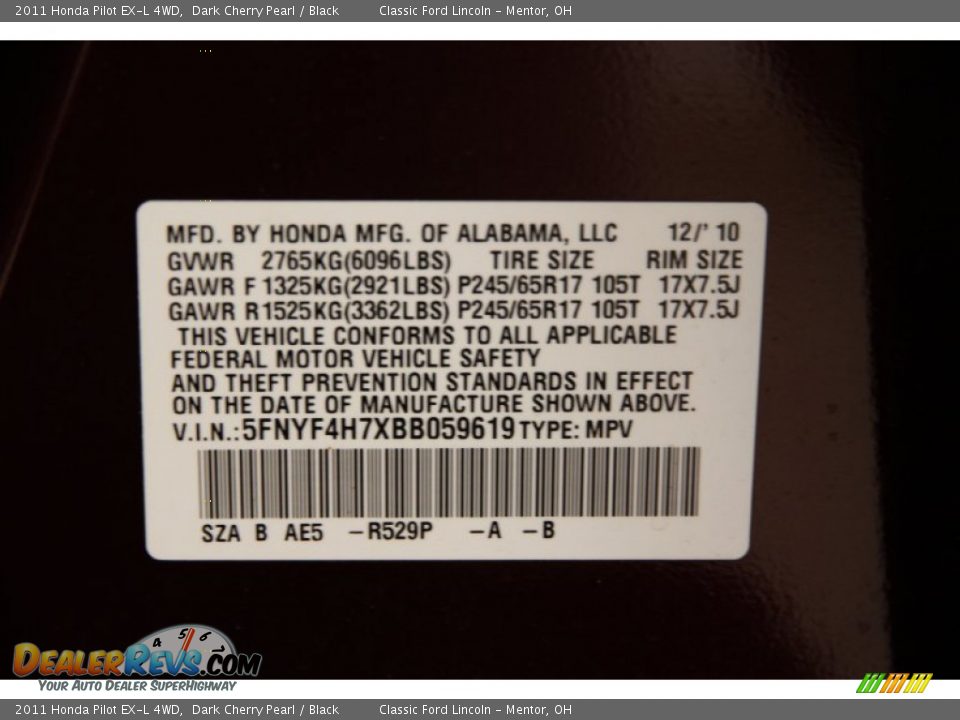 2011 Honda Pilot EX-L 4WD, Dark Cherry Pearl / Black Classic Ford Lincoln - Mentor, OH
MFD. BY HONDA MFG. OF ALABAMA, LLC 12/' 10
GVWR 2765KG(6096LBS) TIRE SIZE RIM SIZE
GAWR F 1325KG(2921LBS) P245/65R17 105T 17X7.5J
GAWR R1525KG(3362LBS) P245/65R17 105T 17X7.5J
THIS VEHICLE CONFORMS TO ALL APPLICABLE
FEDERAL MOTOR VEHICLE SAFETY
AND THEFT PREVENTION STANDARDS IN EFFECT
ON THE DATE OF MANUFACTURE SHOWN ABOVE.
V.I.N.:5FNYF4H7XBB059619 TYPE: MPV
SZA B AE5 -R529P -A -B
4 5 6
DEALERREVS.COM
YOUR AUTO DEALER SUPERHIGHWAY
2011 Honda Pilot EX-L 4WD, Dark Cherry Pearl / Black Classic Ford Lincoln - Mentor, OH